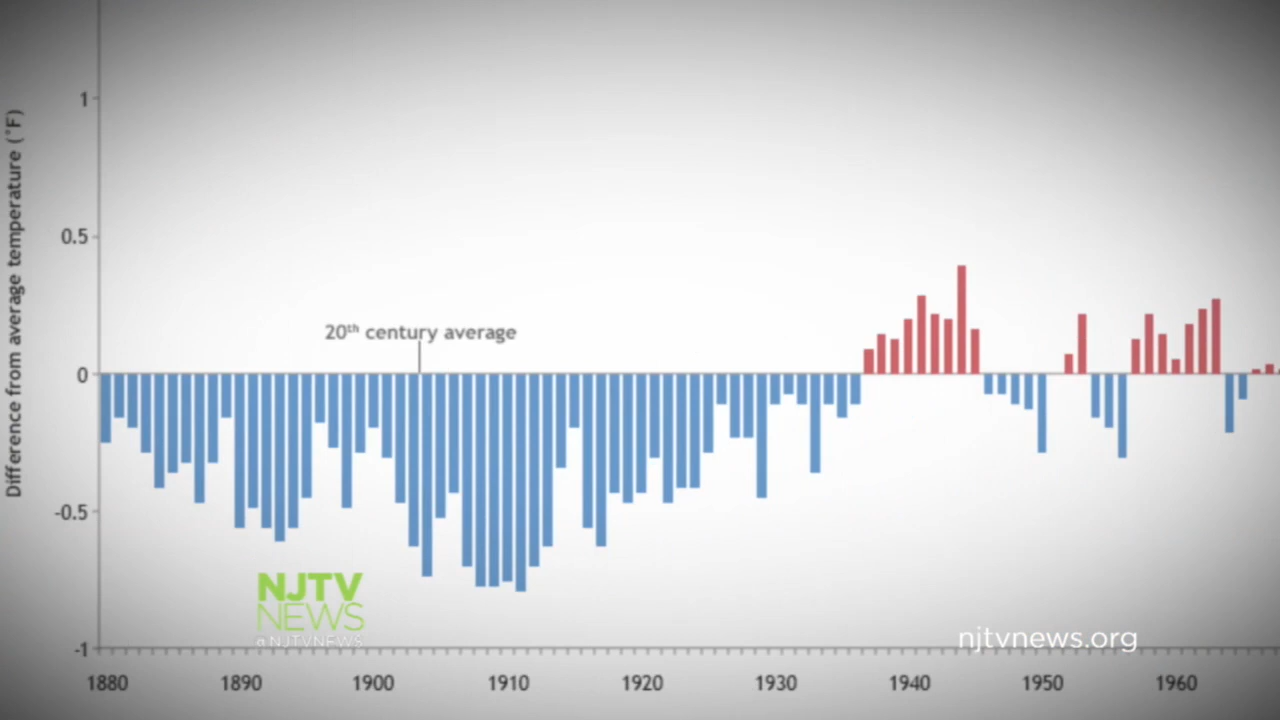 Difference from average temperature (°F)
1
0.5
20th century average
0
-0.5
-1
NJTV
NEWS
@NJTVNEWS
njtvnews.org
1880 1890 1900 1910 1920 1930 1940 1950 1960